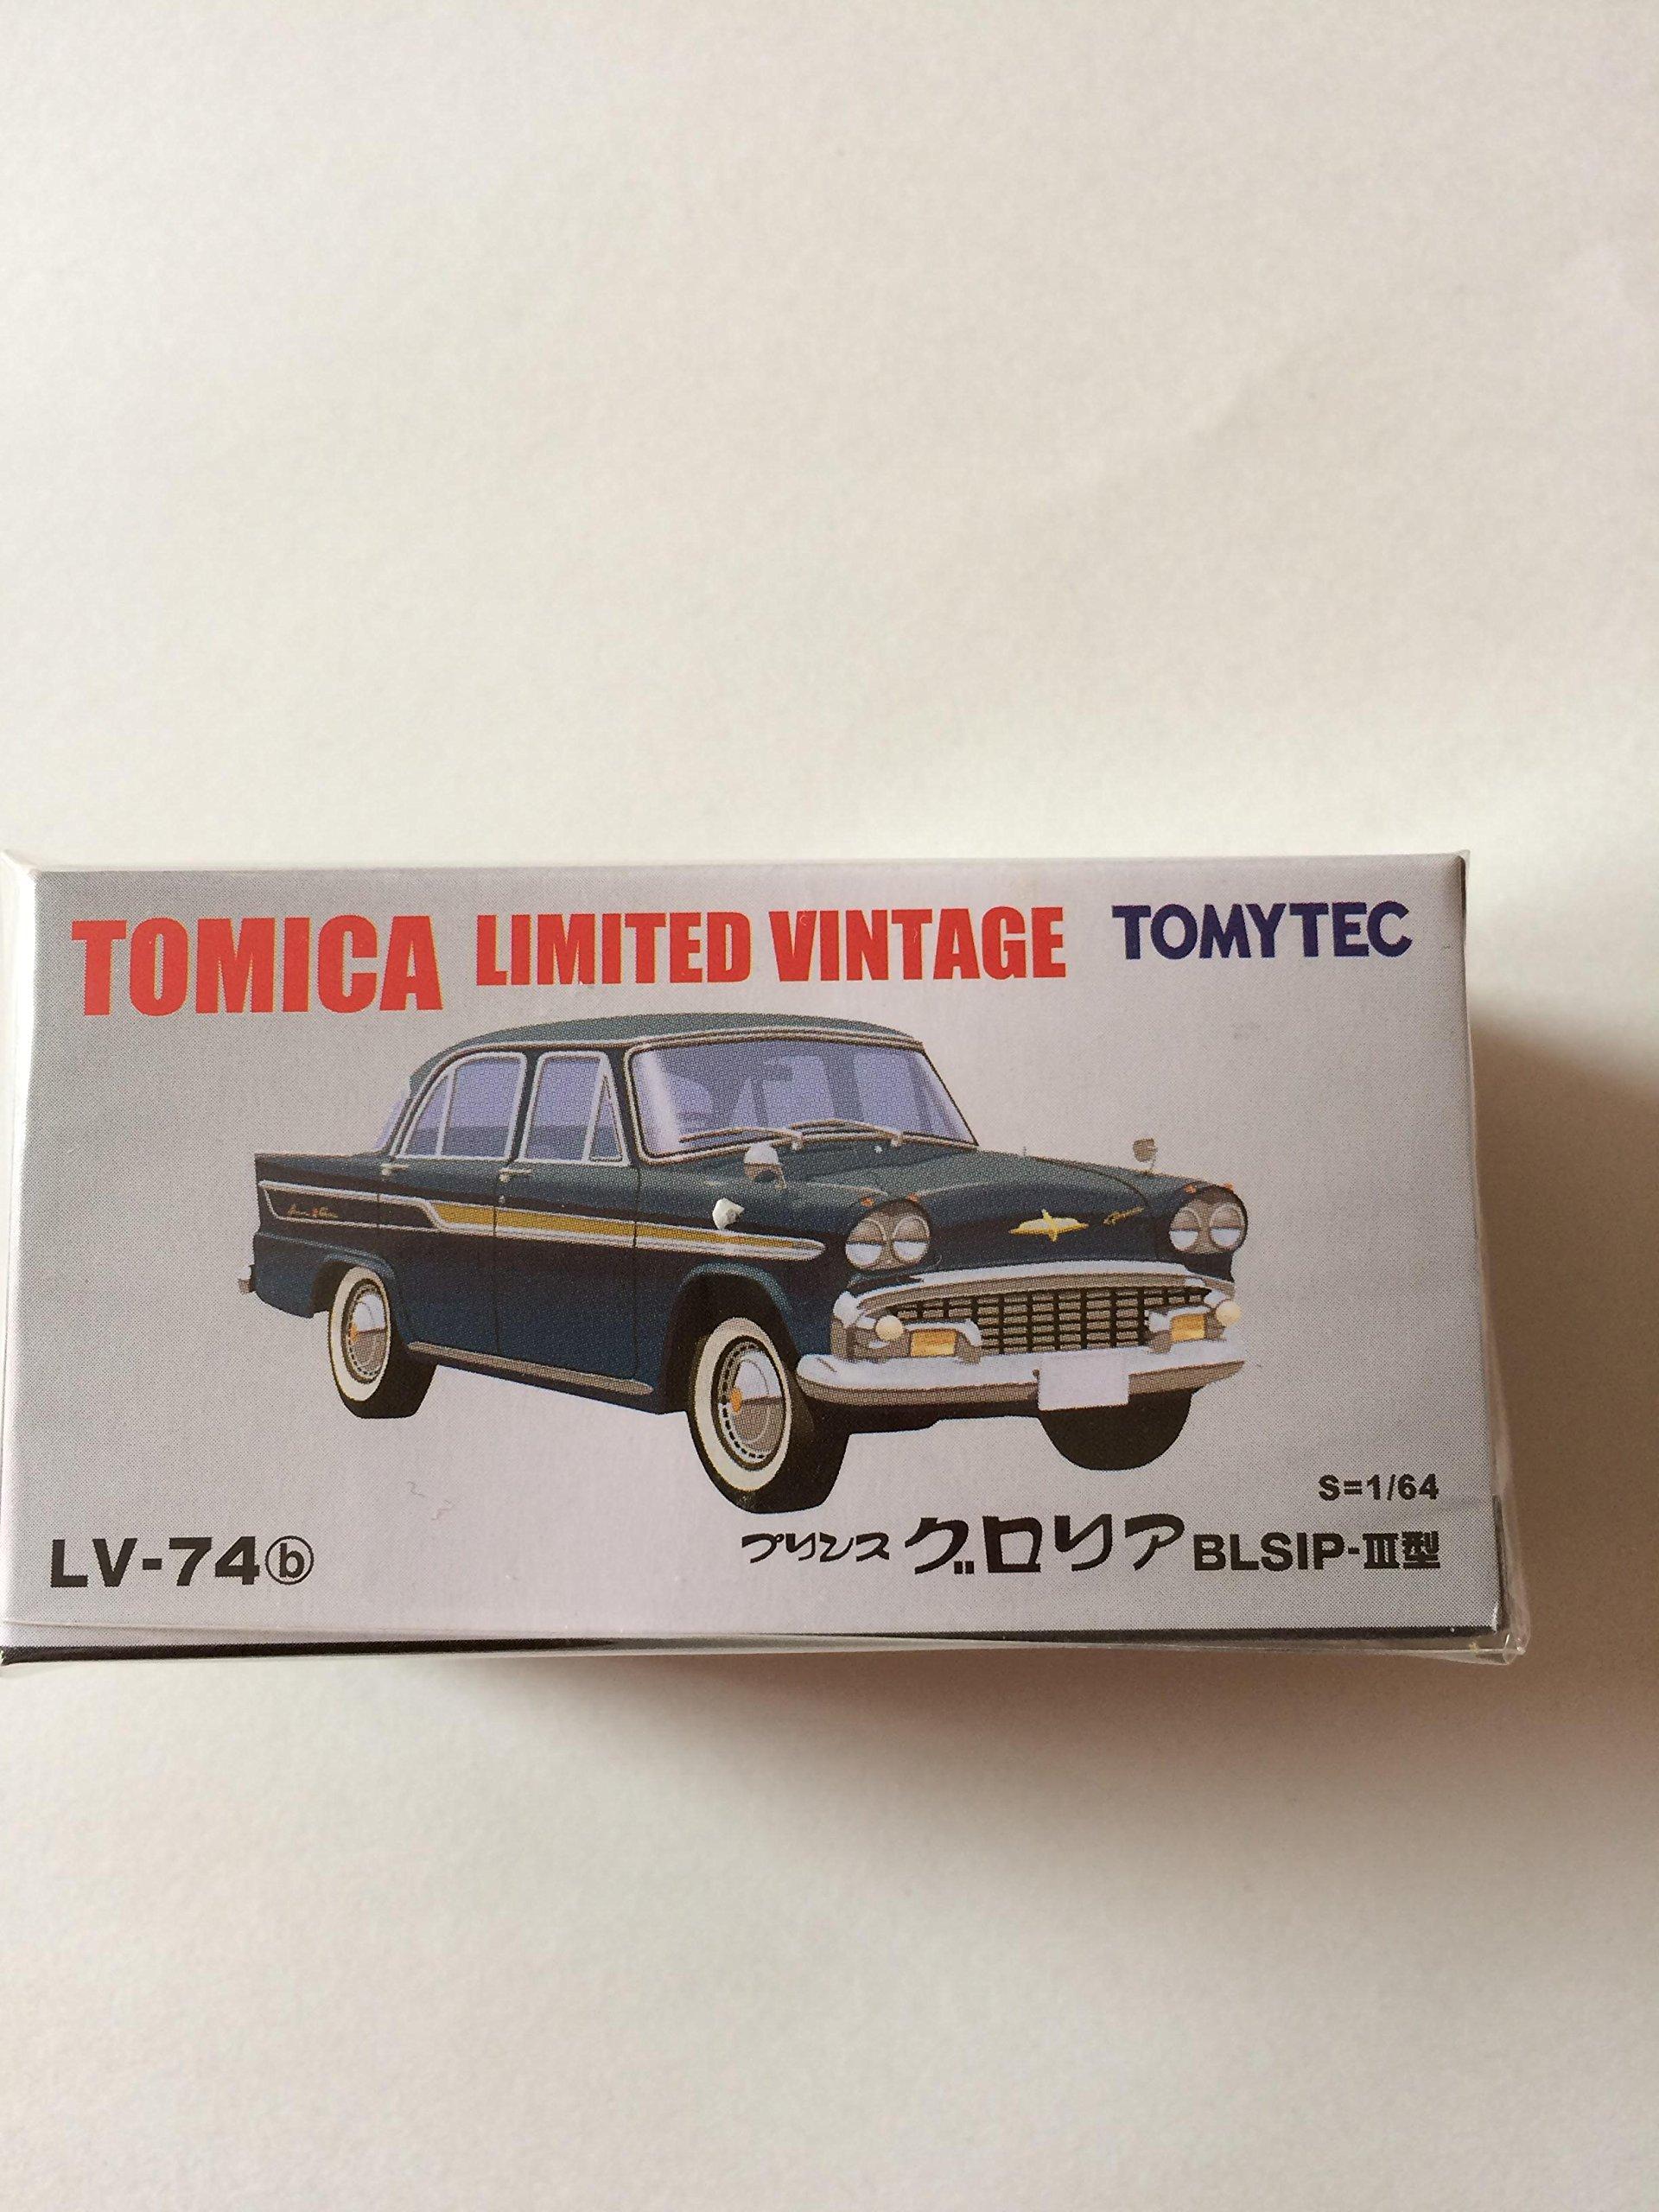 TOMICA LIMITED VINTAGE TOMYTEC
S=1/64
LV-74ⓑ プリンス グロリア BLSIP-III型